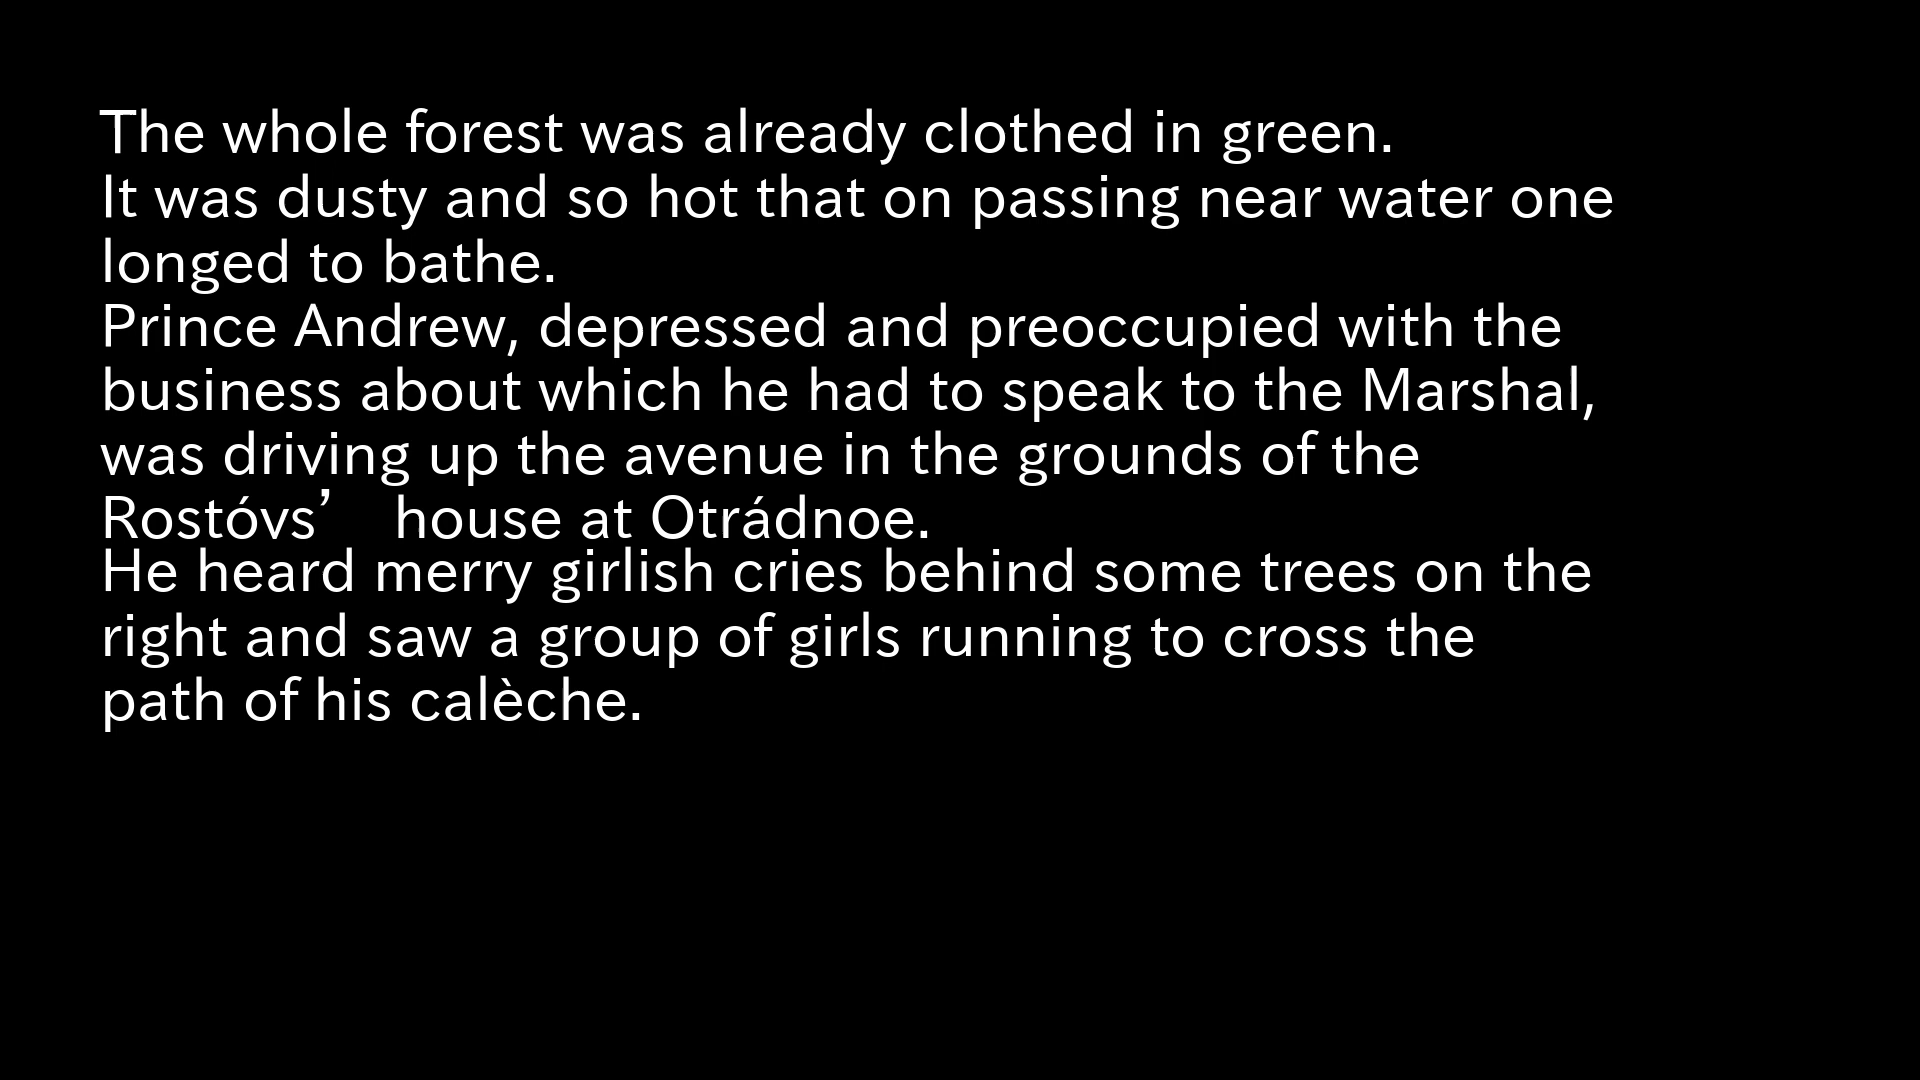 The whole forest was already clothed in green.
It was dusty and so hot that on passing near water one
longed to bathe.
Prince Andrew, depressed and preoccupied with the
business about which he had to speak to the Marshal,
was driving up the avenue in the grounds of the
Rostóvs’ house at Otrádnoe.
He heard merry girlish cries behind some trees on the
right and saw a group of girls running to cross the
path of his calèche.